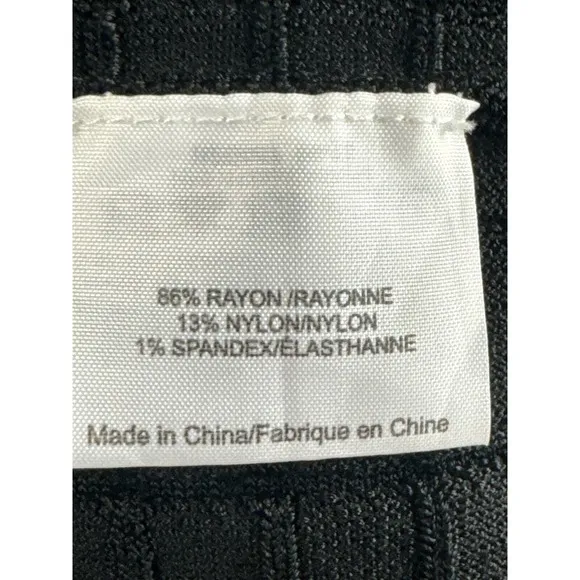 86% RAYON /RAYONNE
13% NYLON/NYLON
1% SPANDEX/ÉLASTHANNE
Made in China/Fabrique en Chine